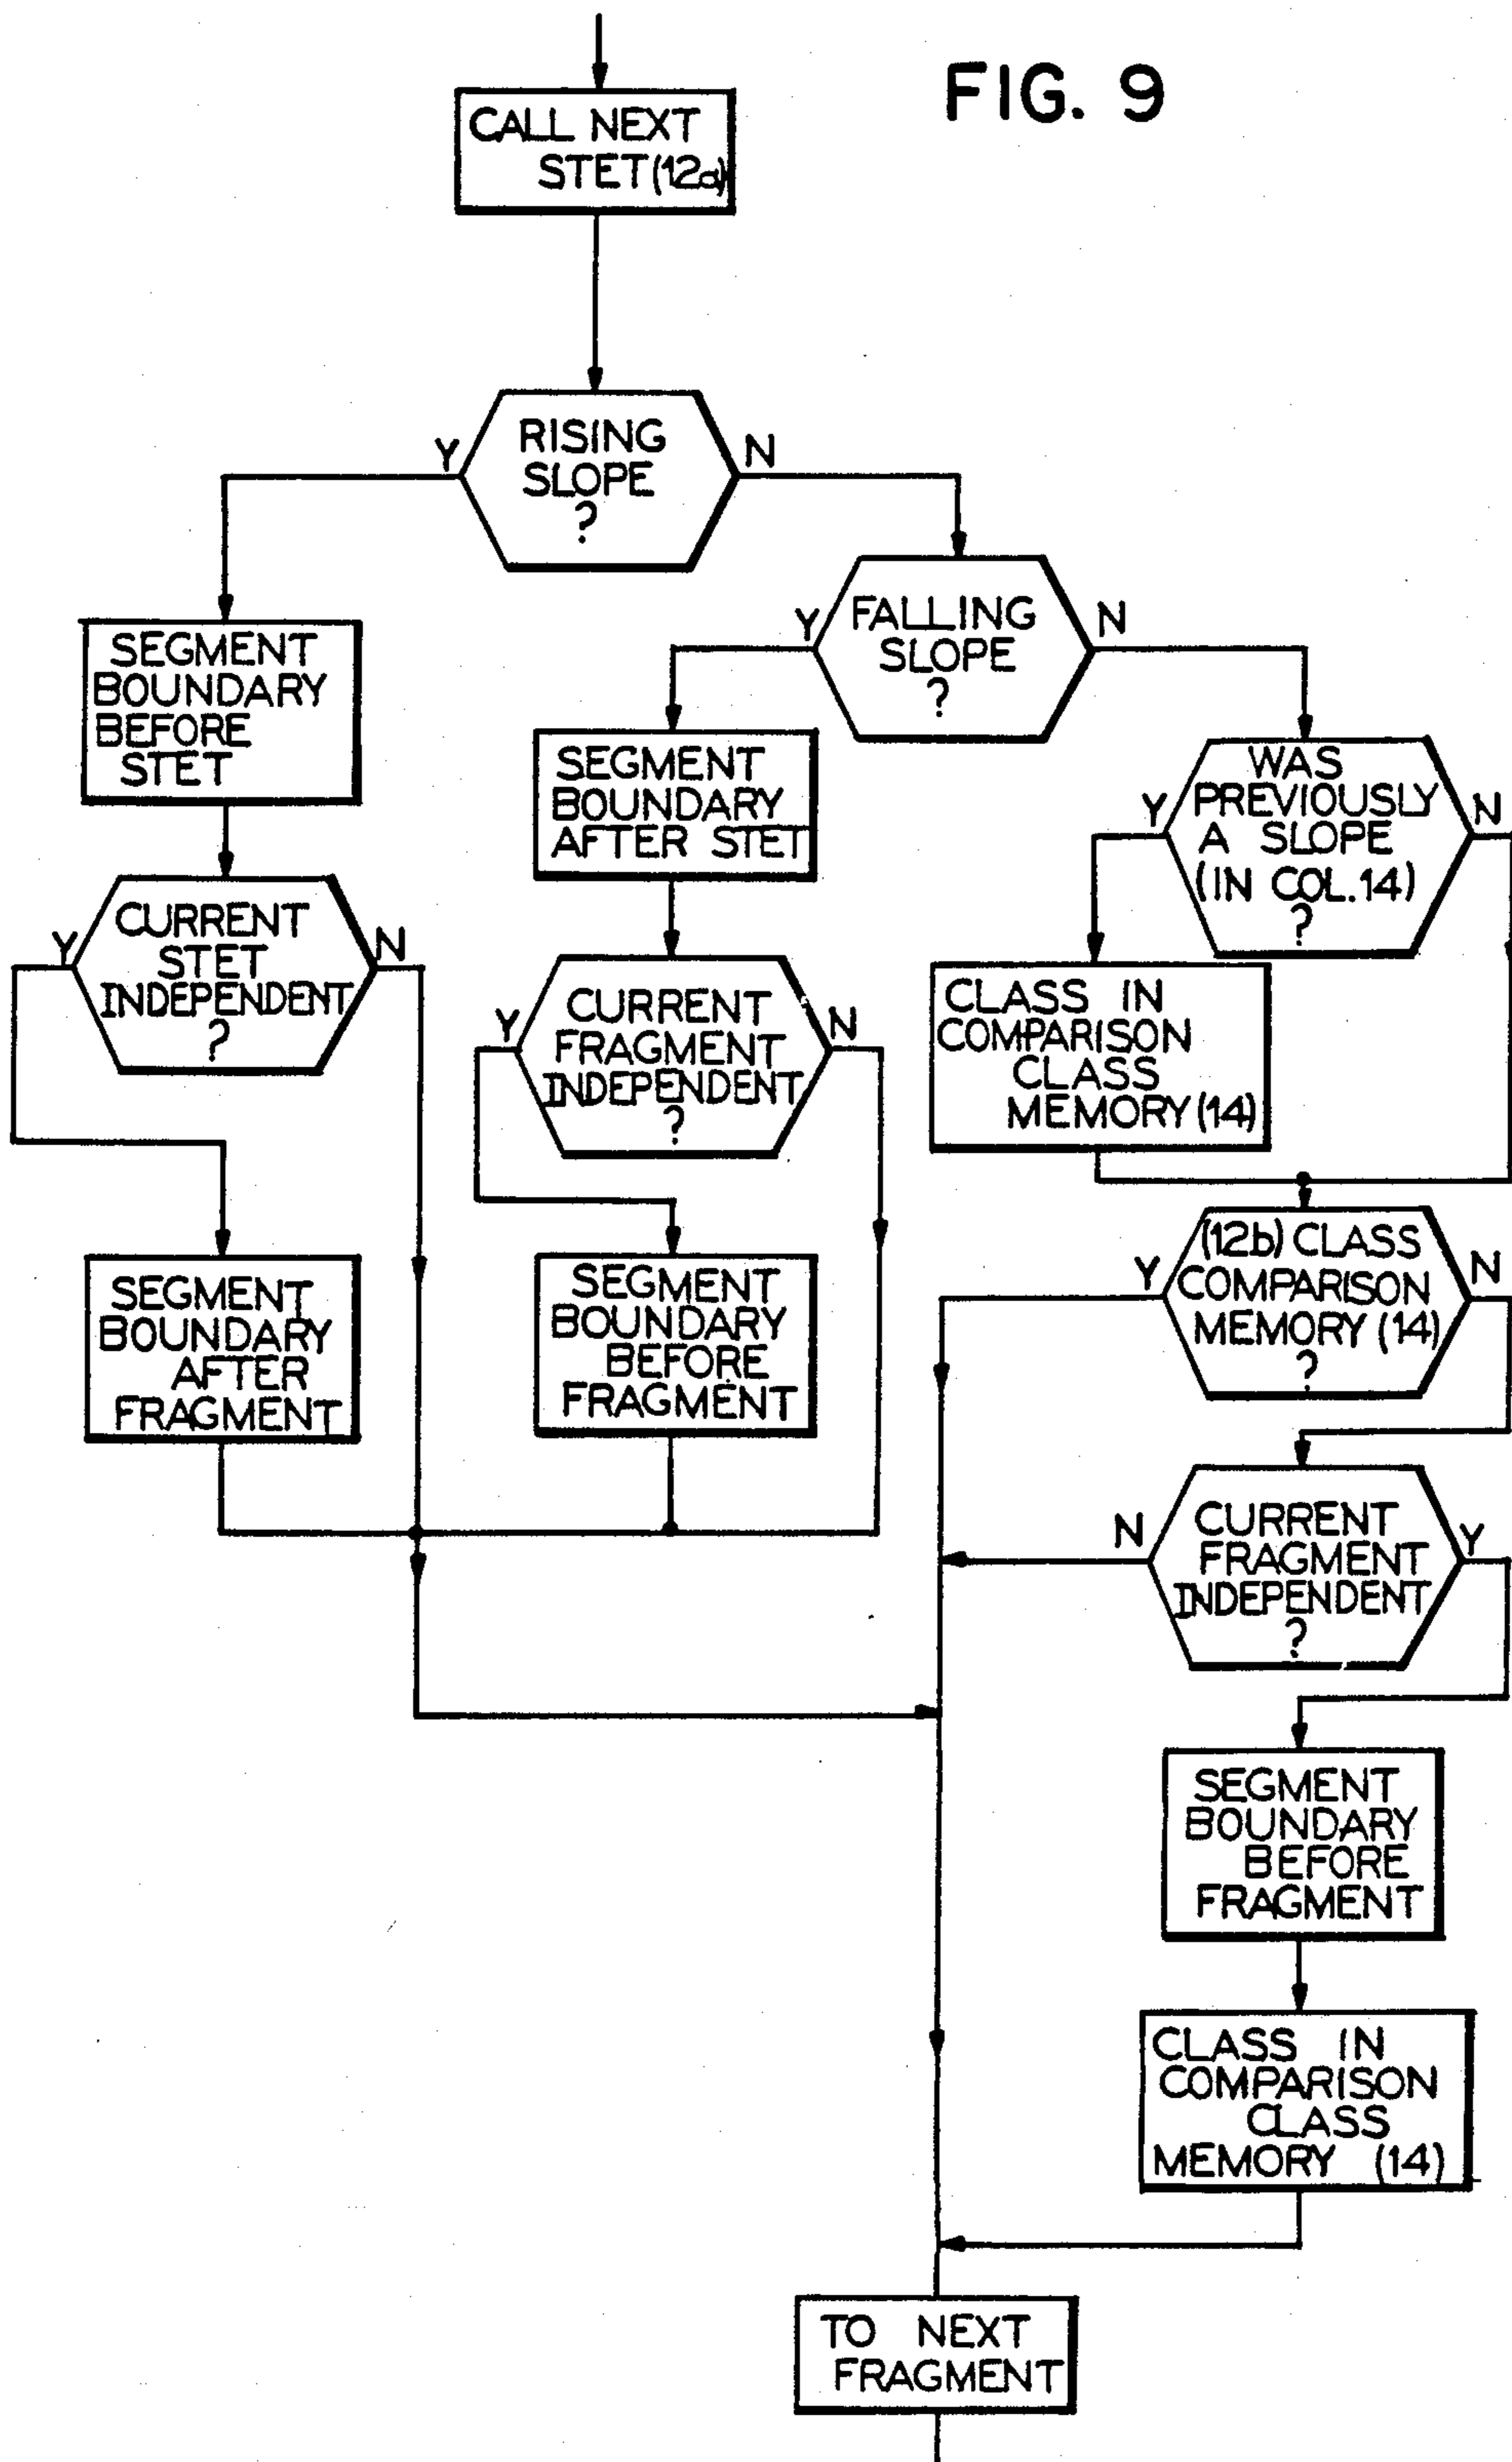 FIG. 9
CALL NEXT
STET (12a)
RISING
SLOPE
?
Y
N
FALLING
SLOPE
?
Y
N
SEGMENT
BOUNDARY
BEFORE
STET
SEGMENT
BOUNDARY
AFTER STET
WAS
PREVIOUSLY
A SLOPE
(IN COL.14)
?
Y
N
CURRENT
STET
INDEPENDENT
?
Y
N
CURRENT
FRAGMENT
INDEPENDENT
?
Y
N
CLASS IN
COMPARISON
CLASS
MEMORY (14)
SEGMENT
BOUNDARY
AFTER
FRAGMENT
SEGMENT
BOUNDARY
BEFORE
FRAGMENT
(12b) CLASS
COMPARISON
MEMORY (14)
?
Y
N
CURRENT
FRAGMENT
INDEPENDENT
?
N
Y
SEGMENT
BOUNDARY
BEFORE
FRAGMENT
CLASS IN
COMPARISON
CLASS
MEMORY (14)
TO NEXT
FRAGMENT